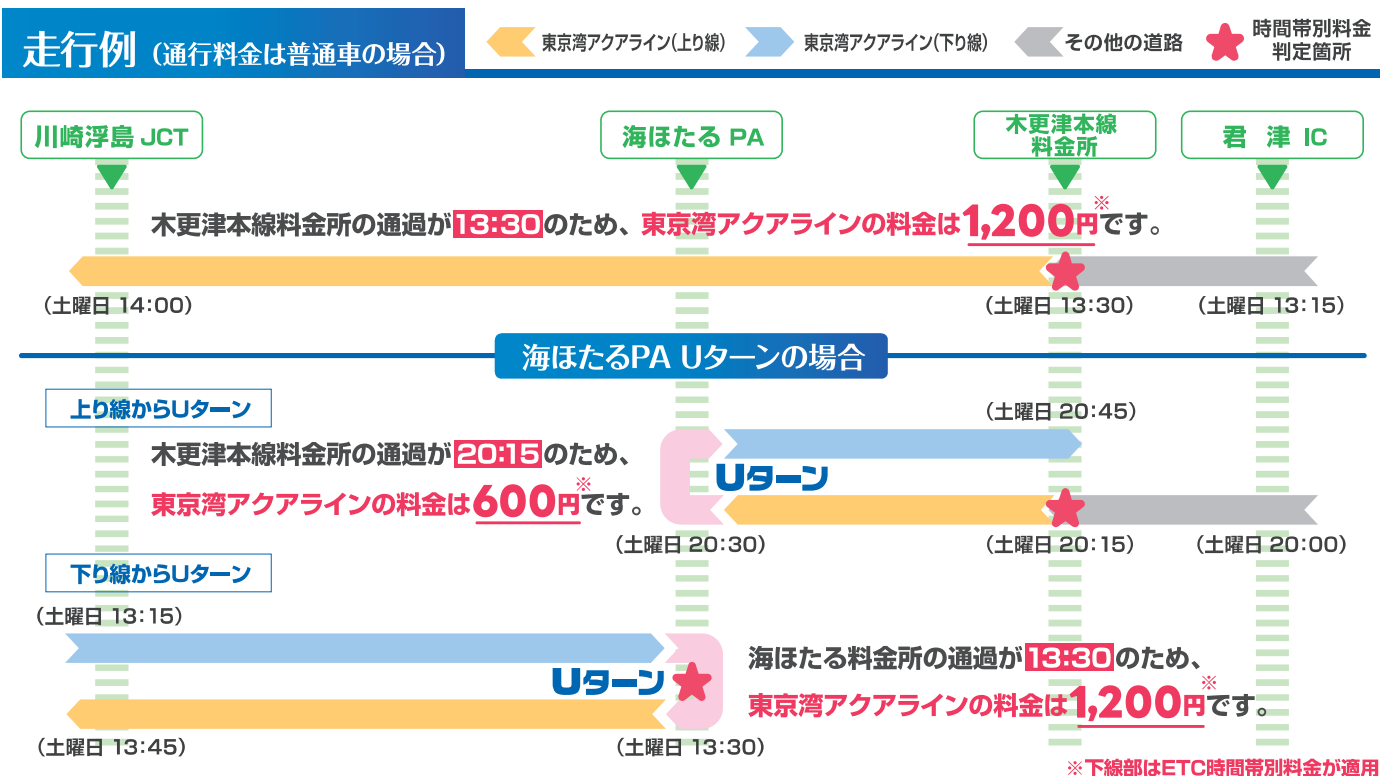 走行例（通行料金は普通車の場合）
東京湾アクアライン(上り線)
東京湾アクアライン(下り線)
その他の道路
時間帯別料金
判定箇所
川崎浮島 JCT
海ほたる PA
木更津本線
料金所
君津 IC
木更津本線料金所の通過が13:30のため、東京湾アクアラインの料金は1,200円※です。
（土曜日 14:00）
（土曜日 13:30）
（土曜日 13:15）
海ほたるPA Uターンの場合
上り線からUターン
（土曜日 20:45）
木更津本線料金所の通過が20:15のため、
東京湾アクアラインの料金は600円※です。
Uターン
（土曜日 20:30）
（土曜日 20:15）
（土曜日 20:00）
下り線からUターン
（土曜日 13:15）
Uターン
海ほたる料金所の通過が13:30のため、
東京湾アクアラインの料金は1,200円※です。
（土曜日 13:45）
（土曜日 13:30）
※下線部はETC時間帯別料金が適用